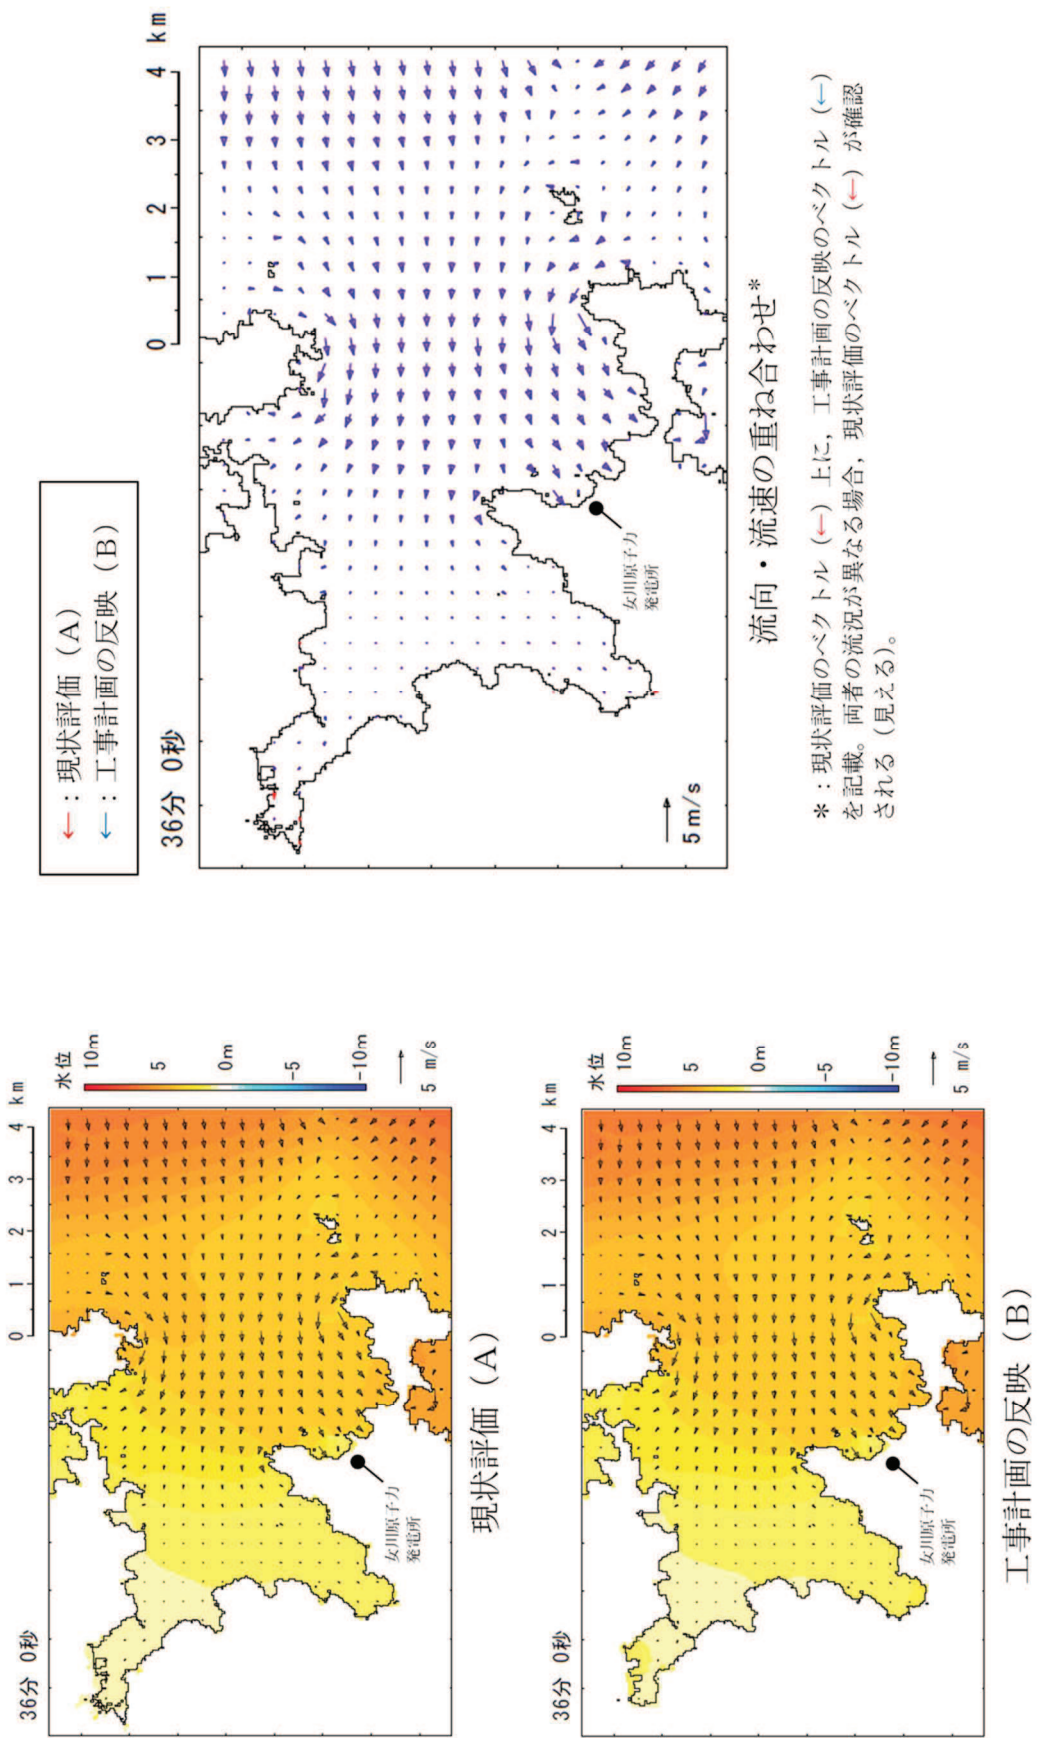 36分 0秒
0 1 2 3 4 km
水位
10m
5
0m
-5
-10m
5 m/s
女川原子力
発電所
現状評価（A）
36分 0秒
0 1 2 3 4 km
水位
10m
5
0m
-5
-10m
5 m/s
女川原子力
発電所
工事計画の反映（B）
←：現状評価（A）
←：工事計画の反映（B）
36分 0秒
0 1 2 3 4 km
5m/s
女川原子力
発電所
流向・流速の重ね合わせ*
＊：現状評価のベクトル（←）上に，工事計画の反映のベクトル（←）
を記載。両者の流況が異なる場合，現状評価のベクトル（←）が確認
される（見える）。